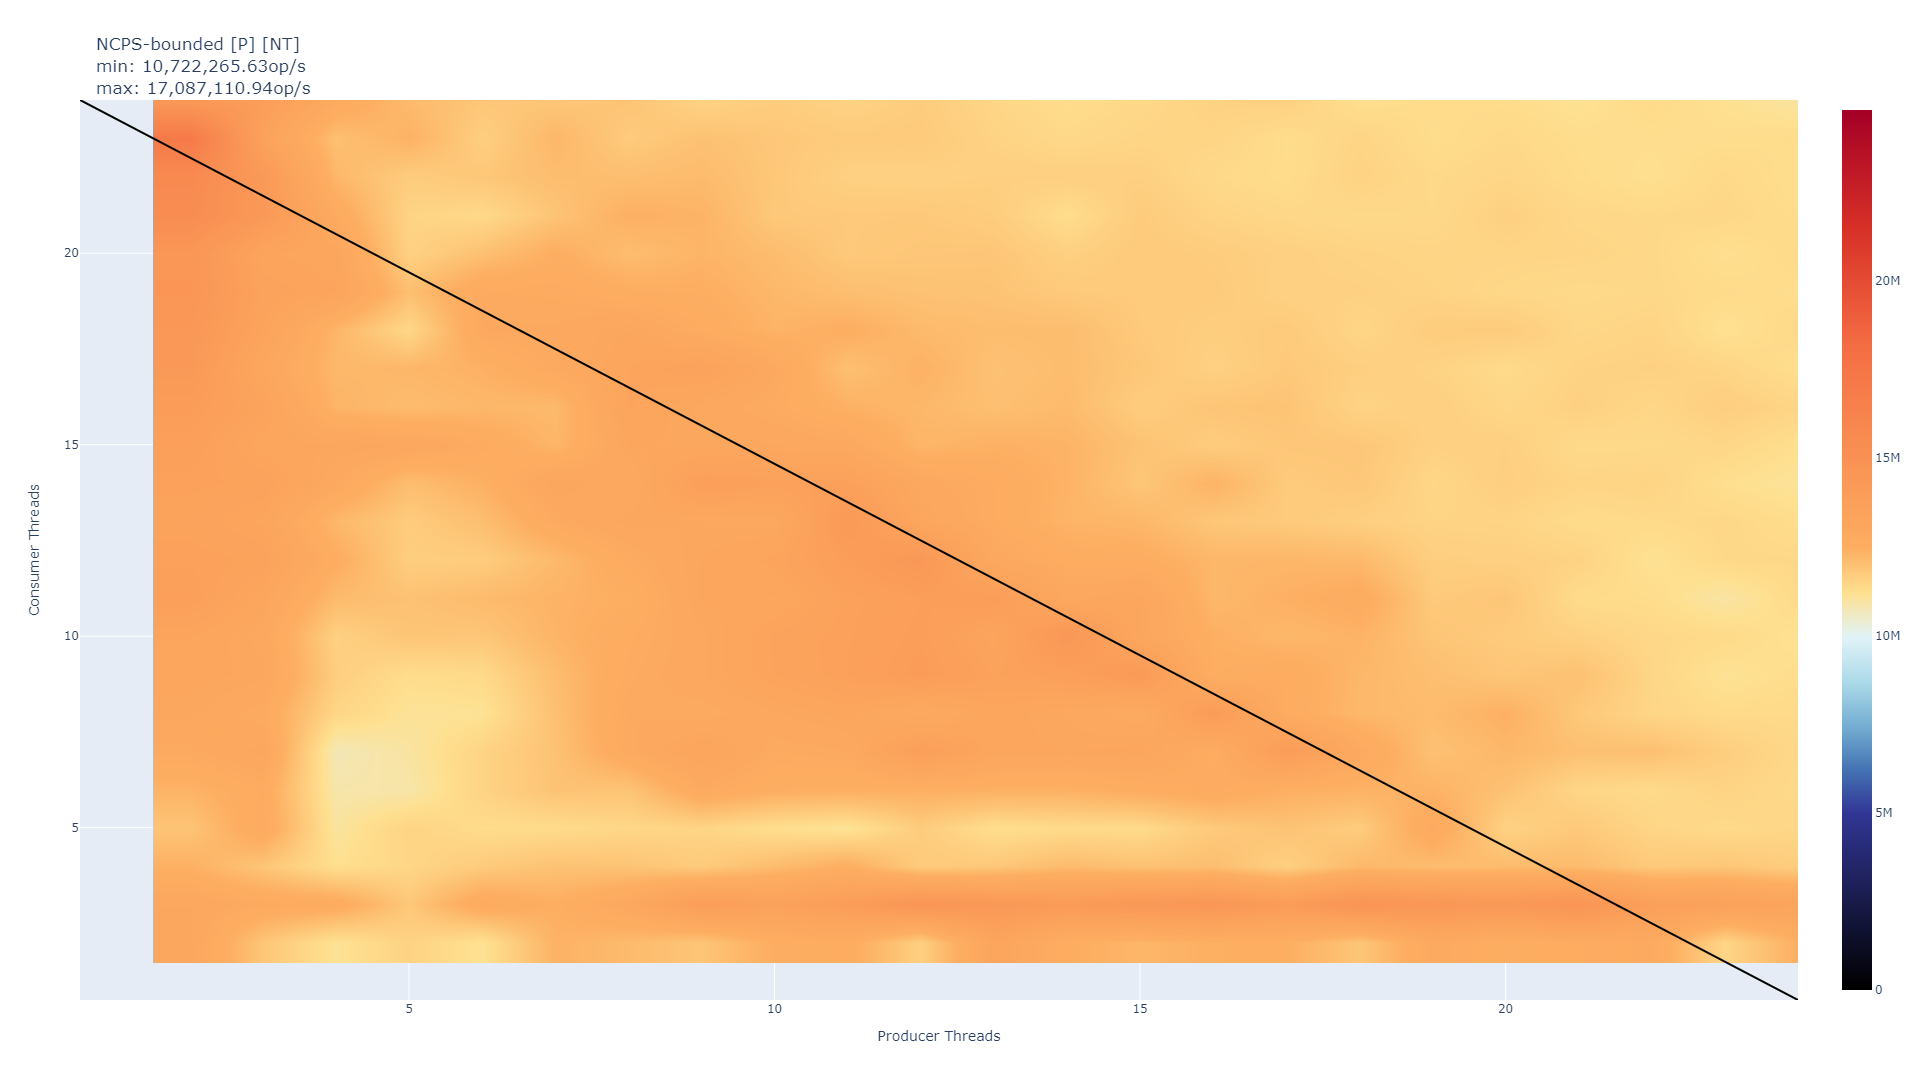 NCPS-bounded [P] [NT]
min: 10,722,265.63op/s
max: 17,087,110.94op/s
20
15
10
5
Consumer Threads
5
10
15
20
Producer Threads
20M
15M
10M
5M
0